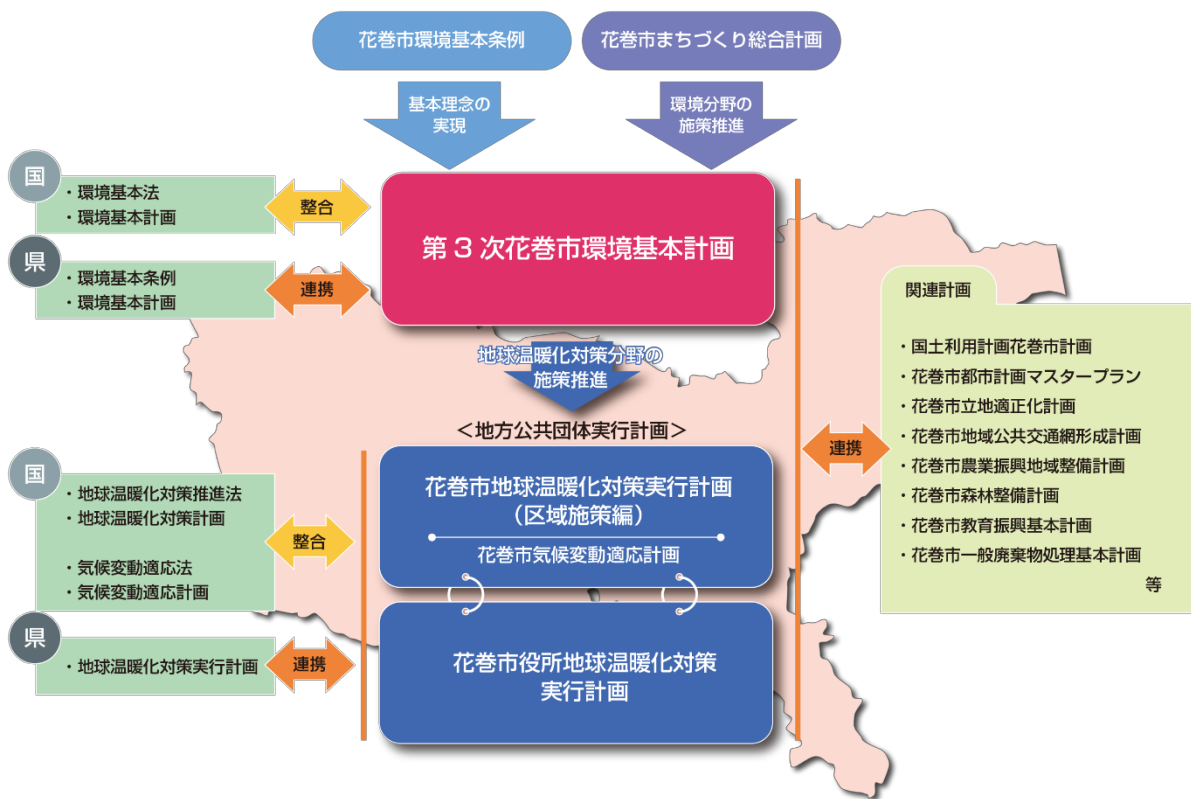 花巻市環境基本条例
花巻市まちづくり総合計画
基本理念の
実現
環境分野の
施策推進
国
・環境基本法
・環境基本計画
整合
県
・環境基本条例
・環境基本計画
連携
第3次花巻市環境基本計画
地球温暖化対策分野の
施策推進
＜地方公共団体実行計画＞
国
・地球温暖化対策推進法
・地球温暖化対策計画
・気候変動適応法
・気候変動適応計画
整合
県
・地球温暖化対策実行計画
連携
花巻市地球温暖化対策実行計画
（区域施策編）
花巻市気候変動適応計画
花巻市役所地球温暖化対策
実行計画
連携
関連計画
・国土利用計画花巻市計画
・花巻市都市計画マスタープラン
・花巻市立地適正化計画
・花巻市地域公共交通網形成計画
・花巻市農業振興地域整備計画
・花巻市森林整備計画
・花巻市教育振興基本計画
・花巻市一般廃棄物処理基本計画
等